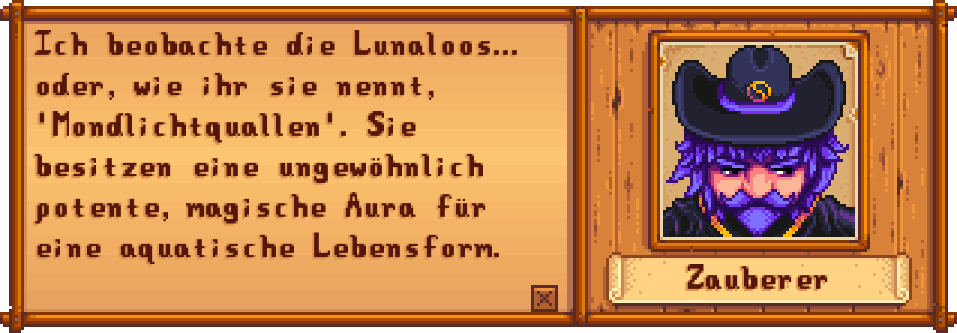 Ich beobachte die Lunaloos...
oder, wie ihr sie nennt,
'Mondlichtquallen'. Sie
besitzen eine ungewöhnlich
potente, magische Aura für
eine aquatische Lebensform.
Zauberer